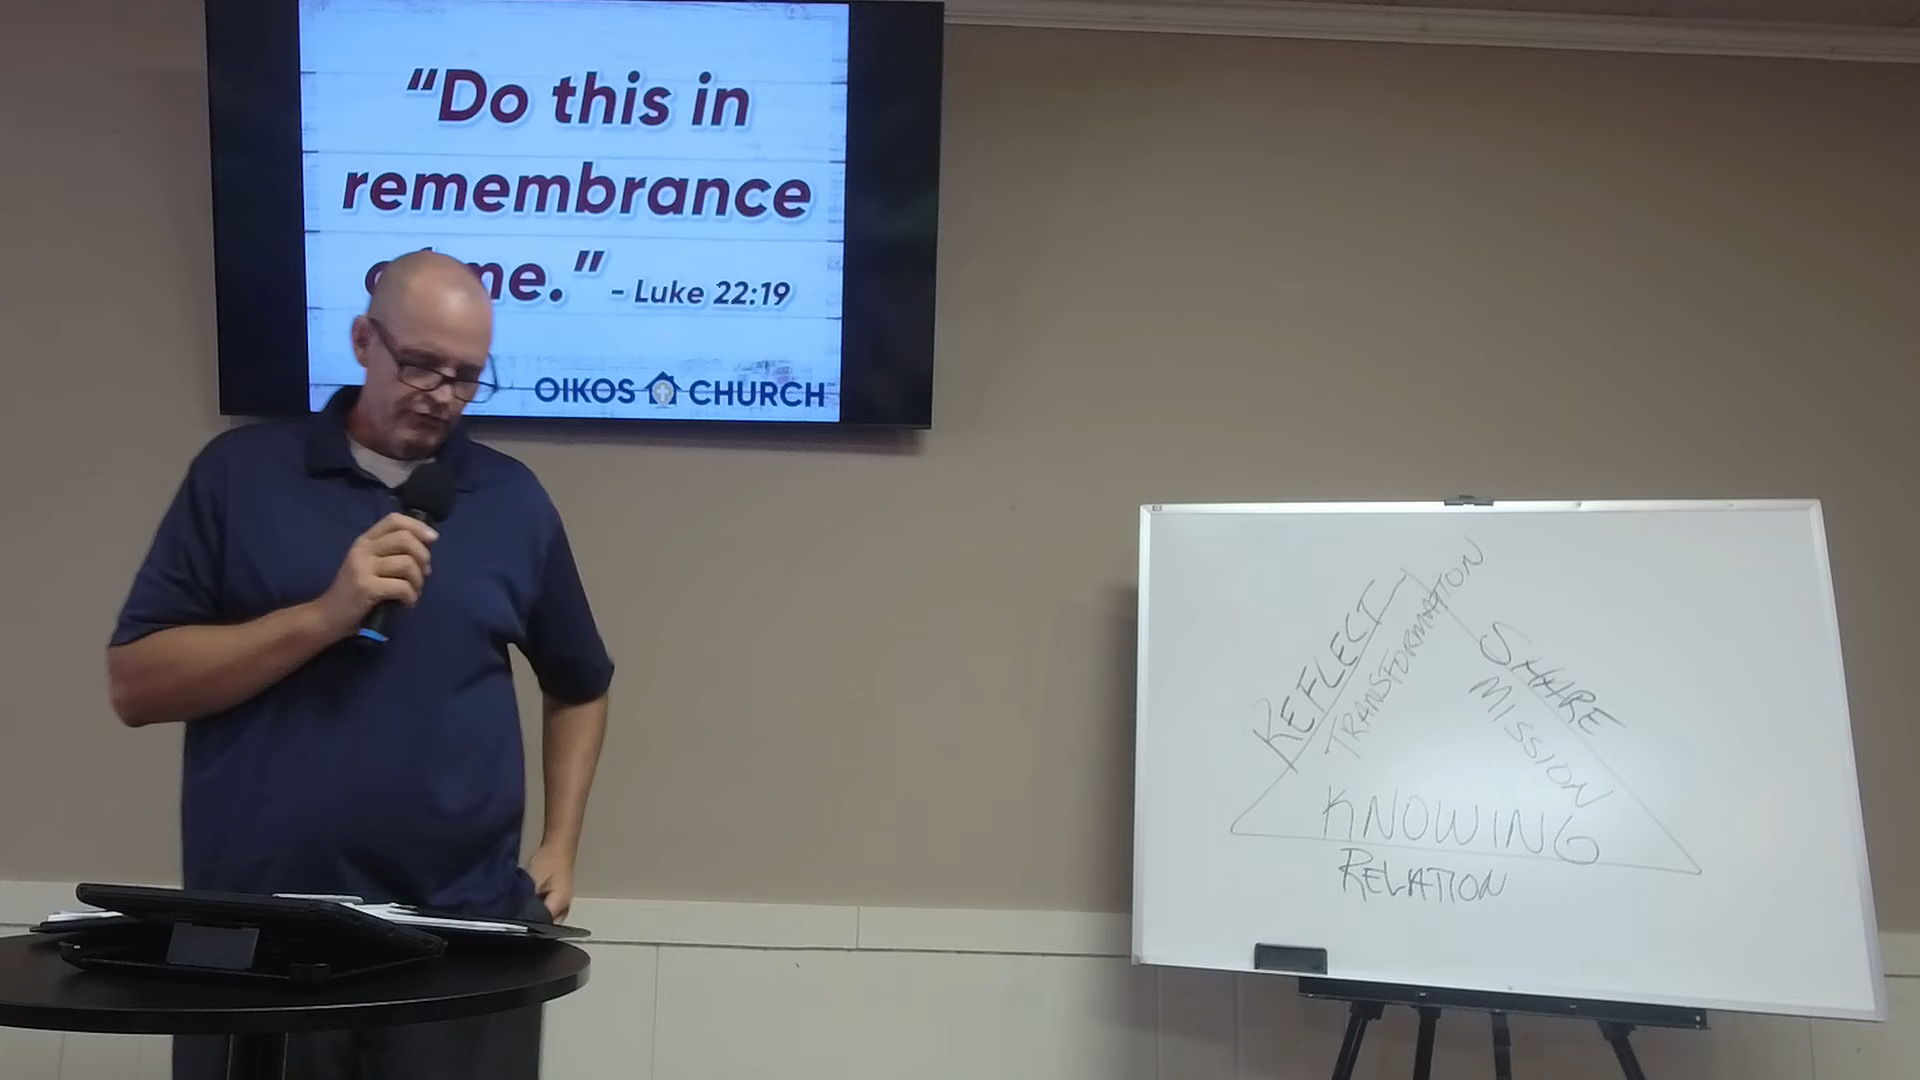 “Do this in
remembrance
me.” - Luke 22:19
OIKOS CHURCH
REFLECT
TRANSFORMATION
SHARE
MISSION
KNOWING
RELATION